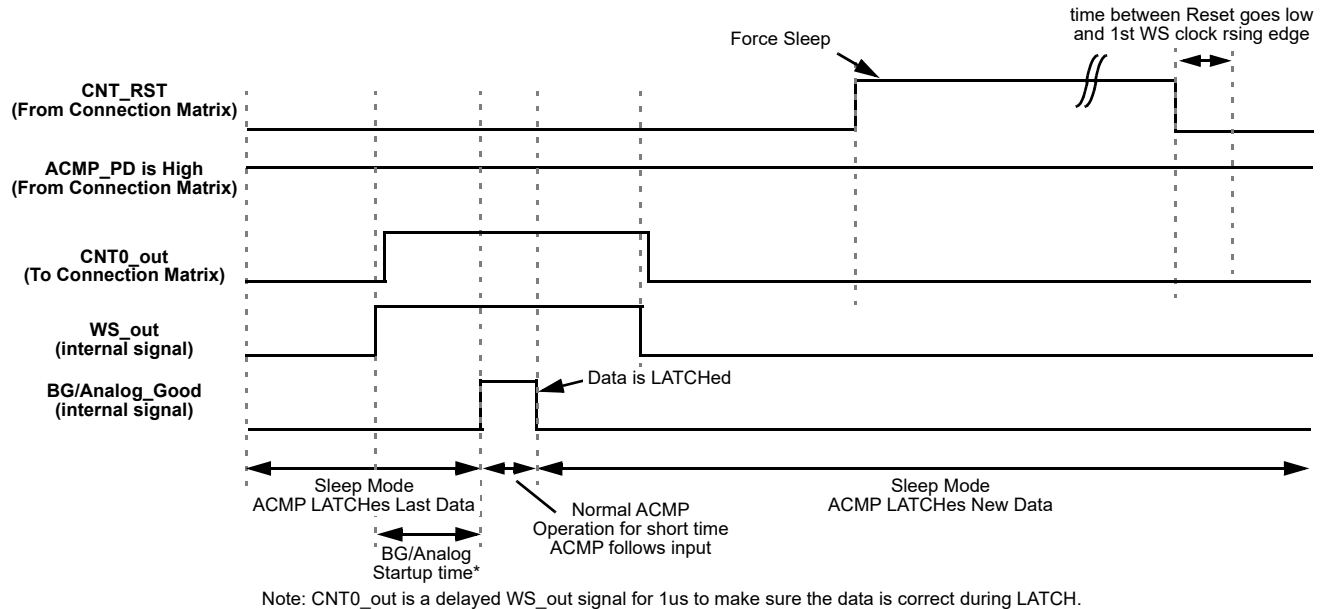 time between Reset goes low
and 1st WS clock rsing edge
Force Sleep
CNT_RST
(From Connection Matrix)
ACMP_PD is High
(From Connection Matrix)
CNT0_out
(To Connection Matrix)
WS_out
(internal signal)
BG/Analog_Good
(internal signal)
Data is LATCHed
Sleep Mode
ACMP LATCHes Last Data
Normal ACMP
Operation for short time
ACMP follows input
Sleep Mode
ACMP LATCHes New Data
BG/Analog
Startup time*
Note: CNT0_out is a delayed WS_out signal for 1us to make sure the data is correct during LATCH.